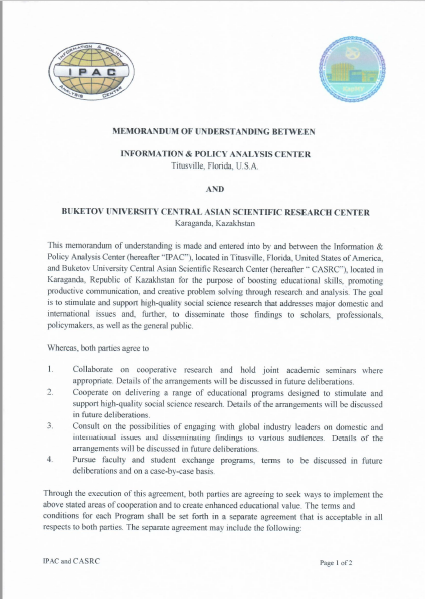 INFORMATION & POLICY
IPAC
ANALYSIS CENTER
MEMORANDUM OF UNDERSTANDING BETWEEN
INFORMATION & POLICY ANALYSIS CENTER
Titusville, Florida, U.S.A.
AND
BUKETOV UNIVERSITY CENTRAL ASIAN SCIENTIFIC RESEARCH CENTER
Karaganda, Kazakhstan
This memorandum of understanding is made and entered into by and between the Information &
Policy Analysis Center (hereafter “IPAC”), located in Titusville, Florida, United States of America,
and Buketov University Central Asian Scientific Research Center (hereafter “ CASRC”), located in
Karaganda, Republic of Kazakhstan for the purpose of boosting educational skills, promoting
productive communication, and creative problem solving through research and analysis. The goal
is to stimulate and support high-quality social science research that addresses major domestic and
international issues and, further, to disseminate those findings to scholars, professionals,
policymakers, as well as the general public.
Whereas, both parties agree to
1. Collaborate on cooperative research and hold joint academic seminars where
appropriate. Details of the arrangements will be discussed in future deliberations.
2. Cooperate on delivering a range of educational programs designed to stimulate and
support high-quality social science research. Details of the arrangements will be discussed
in future deliberations.
3. Consult on the possibilities of engaging with global industry leaders on domestic and
international issues and disseminating findings to various audiences. Details of the
arrangements will be discussed in future deliberations.
4. Pursue faculty and student exchange programs, terms to be discussed in future
deliberations and on a case-by-case basis.
Through the execution of this agreement, both parties are agreeing to seek ways to implement the
above stated areas of cooperation and to create enhanced educational value. The terms and
conditions for each Program shall be set forth in a separate agreement that is acceptable in all
respects to both parties. The separate agreement may include the following:
IPAC and CASRC
Page 1 of 2